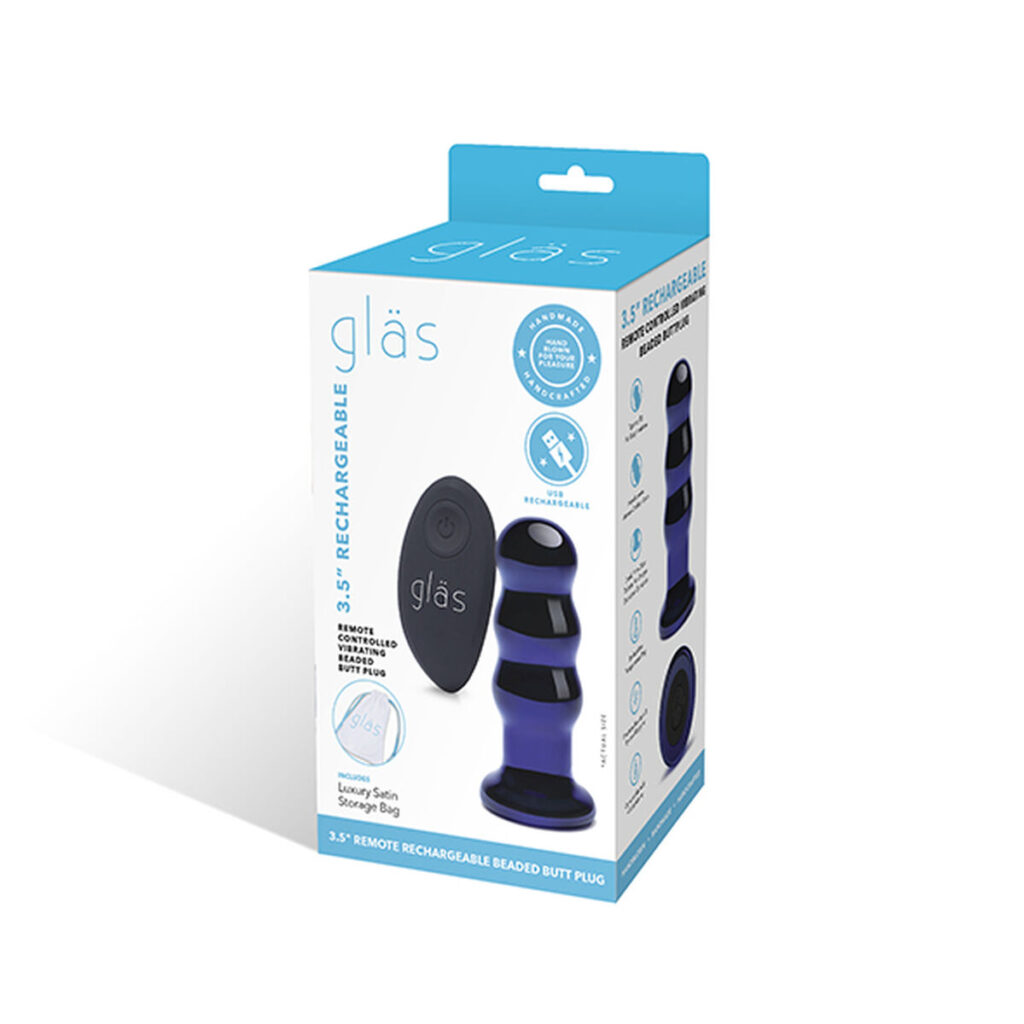 gläs
gläs
3.5" RECHARGEABLE
REMOTE
CONTROLLED
VIBRATING
BEADED
BUTT PLUG
HANDMADE
HAND
BLOWN
FOR YOUR
PLEASURE
HANDCRAFTED
USB
RECHARGEABLE
gläs
gläs
INCLUDES
Luxury Satin
Storage Bag
*ACTUAL SIZE
3.5" REMOTE RECHARGEABLE BEADED BUTT PLUG
3.5" RECHARGEABLE
REMOTE CONTROLLED VIBRATING
BEADED BUTTPLUG